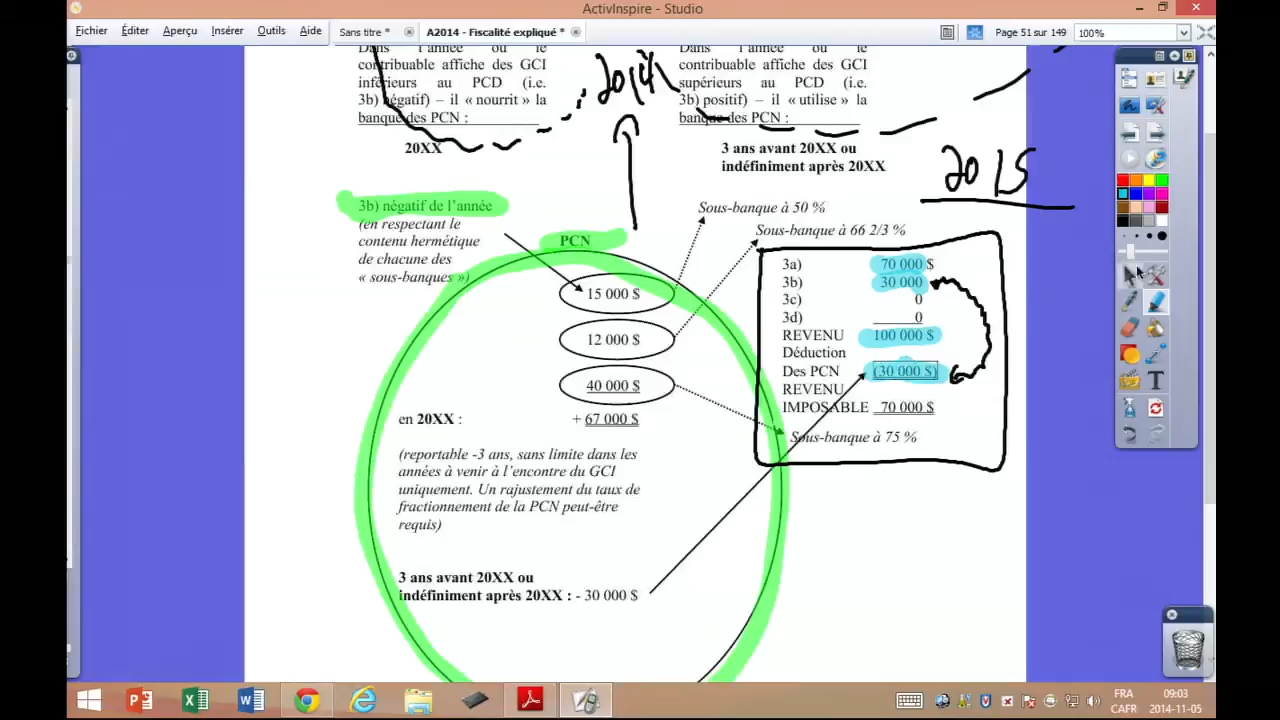 ActivInspire - Studio
Fichier Éditer Aperçu Insérer Outils Aide
Sans titre *
A2014 - Fiscalité expliqué *
Page 51 sur 149
100%
Dans l'année où le
contribuable affiche des GCI
inférieurs au PCD (i.e.
3b) négatif) – il « nourrit » la
banque des PCN :
20XX
2014
Dans l'année où le
contribuable affiche des GCI
supérieurs au PCD (i.e.
3b) positif) – il « utilise » la
banque des PCN :
3 ans avant 20XX ou
indéfiniment après 20XX
2015
3b) négatif de l'année
(en respectant le
contenu hermétique
de chacune des
« sous-banques »)
PCN
Sous-banque à 50 %
Sous-banque à 66 2/3 %
15 000 $
12 000 $
40 000 $
en 20XX : + 67 000 $
(reportable -3 ans, sans limite dans les
années à venir à l'encontre du GCI
uniquement. Un rajustement du taux de
fractionnement de la PCN peut-être
requis)
3 ans avant 20XX ou
indéfiniment après 20XX : - 30 000 $
3a) 70 000 $
3b) 30 000
3c) 0
3d) 0
REVENU 100 000 $
Déduction
Des PCN (30 000 $)
REVENU
IMPOSABLE 70 000 $
Sous-banque à 75 %
FRA
CAFR
09:03
2014-11-05